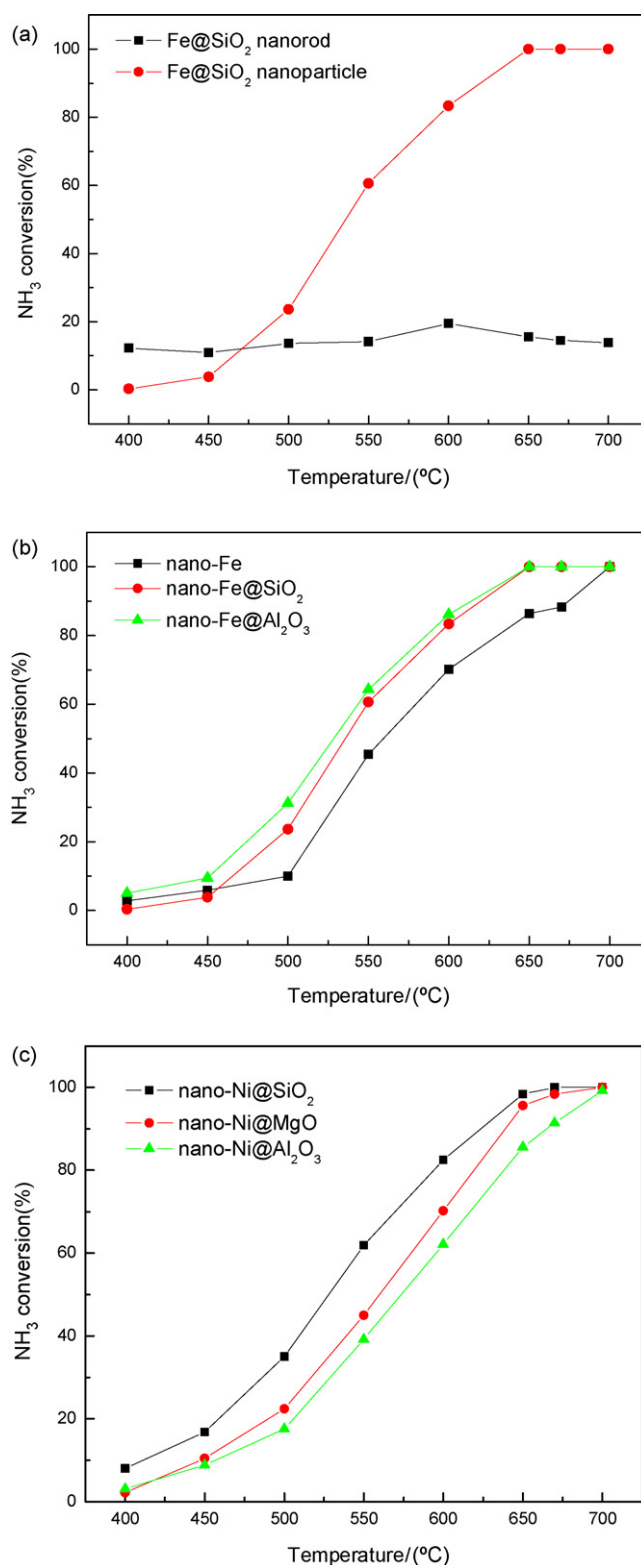 (a)
Fe@SiO₂ nanorod
Fe@SiO₂ nanoparticle
NH₃ conversion(%)
100
80
60
40
20
0
400 450 500 550 600 650 700
Temperature/(ºC)
(b)
nano-Fe
nano-Fe@SiO₂
nano-Fe@Al₂O₃
NH₃ conversion(%)
100
80
60
40
20
0
400 450 500 550 600 650 700
Temperature/(ºC)
(c)
nano-Ni@SiO₂
nano-Ni@MgO
nano-Ni@Al₂O₃
NH₃ conversion(%)
100
80
60
40
20
0
400 450 500 550 600 650 700
Temperature/(ºC)